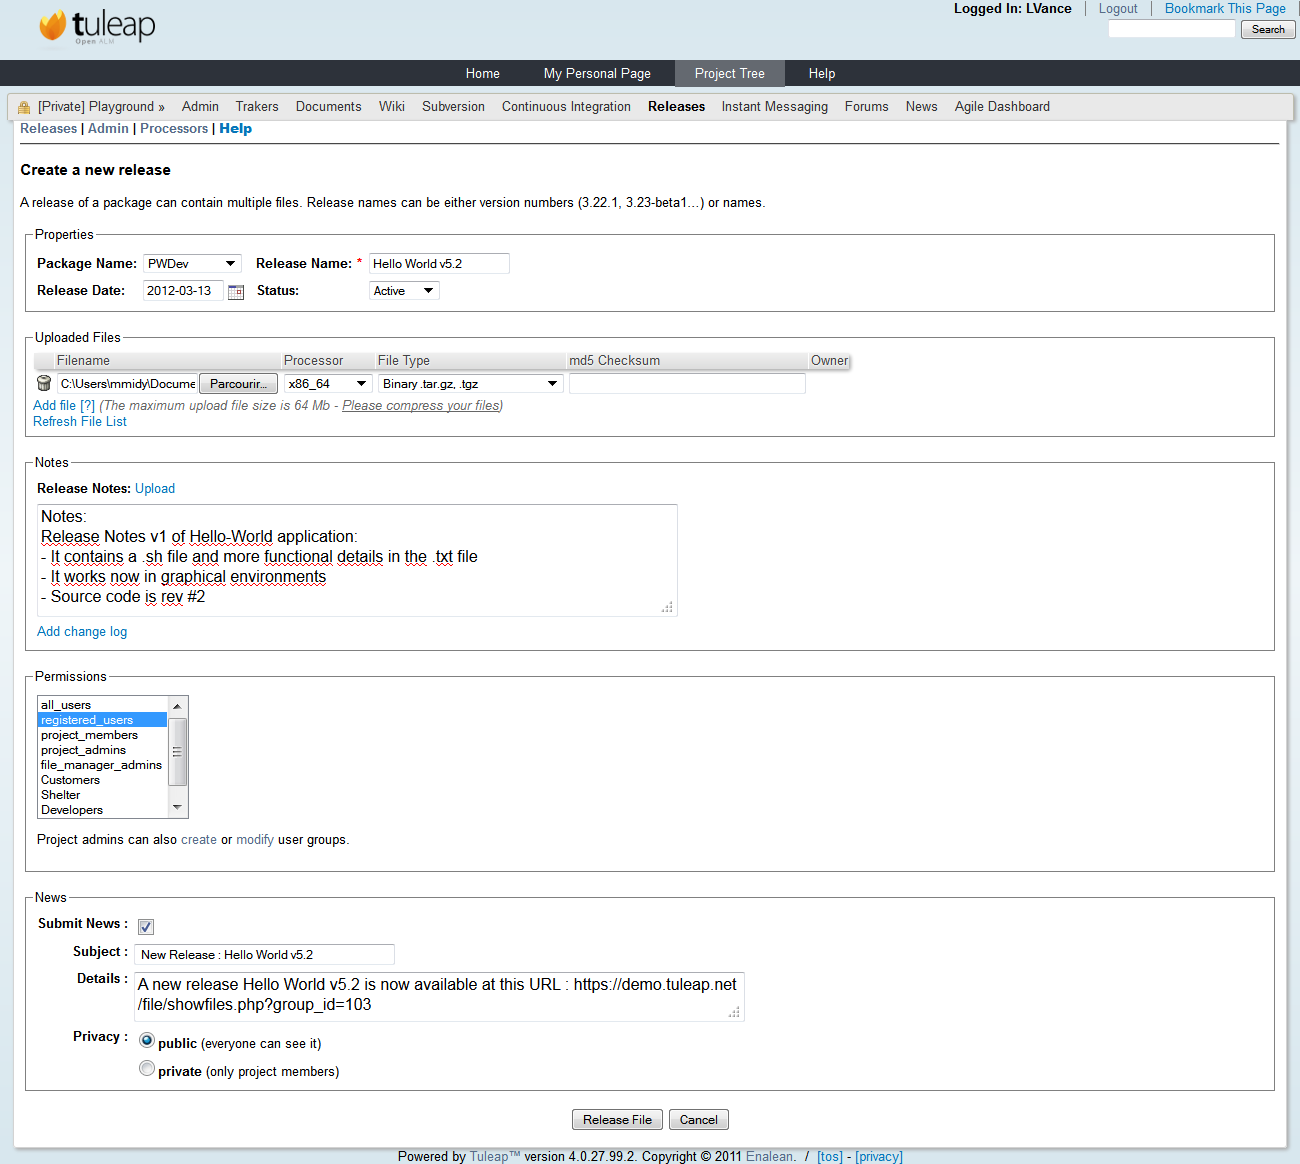 tuleap
Open ALM
Logged In: LVance | Logout | Bookmark This Page
Search
Home My Personal Page Project Tree Help
[Private] Playground » Admin Trakers Documents Wiki Subversion Continuous Integration Releases Instant Messaging Forums News Agile Dashboard
Releases | Admin | Processors | Help
Create a new release
A release of a package can contain multiple files. Release names can be either version numbers (3.22.1, 3.23-beta1...) or names.
Properties
Package Name: PWDev Release Name: * Hello World v5.2
Release Date: 2012-03-13 Status: Active
Uploaded Files
Filename Processor File Type md5 Checksum Owner
C:\Users\mmidy\Docume Parcourir... x86_64 Binary .tar.gz, .tgz
Add file [?] (The maximum upload file size is 64 Mb - Please compress your files)
Refresh File List
Notes
Release Notes: Upload
Notes:
Release Notes v1 of Hello-World application:
- It contains a .sh file and more functional details in the .txt file
- It works now in graphical environments
- Source code is rev #2
Add change log
Permissions
all_users
registered_users
project_members
project_admins
file_manager_admins
Customers
Shelter
Developers
Project admins can also create or modify user groups.
News
Submit News :
Subject : New Release : Hello World v5.2
Details : A new release Hello World v5.2 is now available at this URL : https://demo.tuleap.net
/file/showfiles.php?group_id=103
Privacy : public (everyone can see it)
private (only project members)
Release File Cancel
Powered by Tuleap™ version 4.0.27.99.2. Copyright © 2011 Enalean. / [tos] - [privacy]